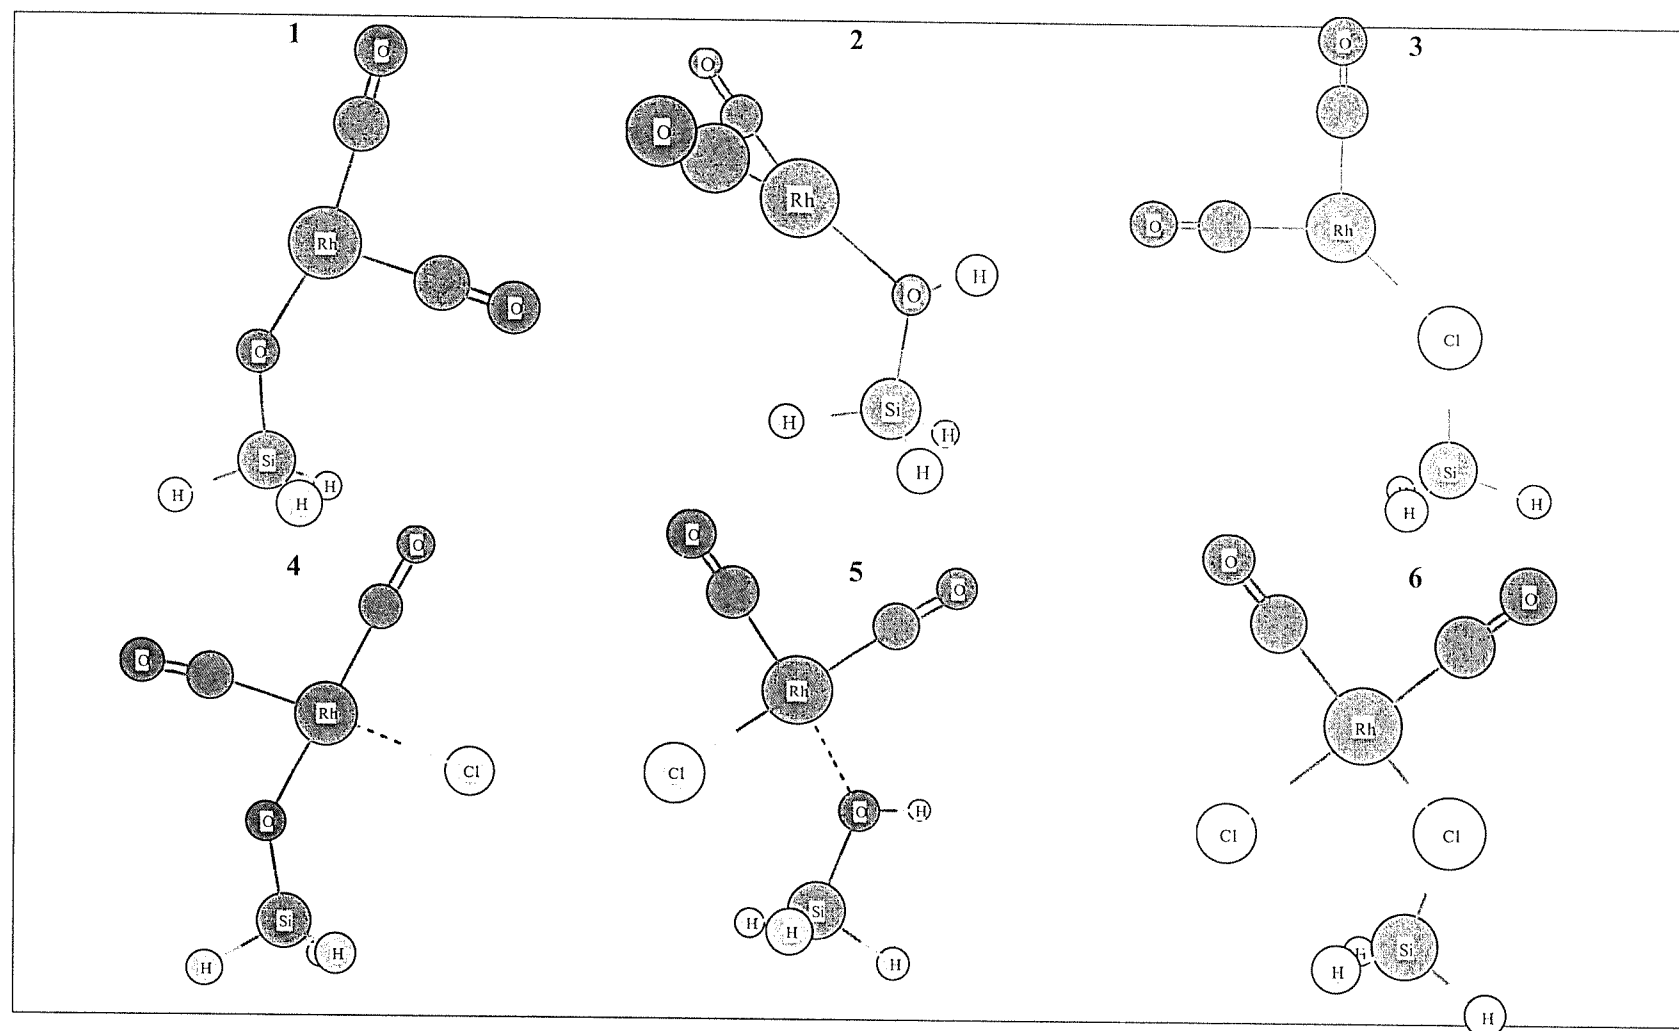 1 2 3
O O O
O
Rh Rh
O Rh
O O H
O
Cl
Si H Si H
H H H H Si
H H H
4 5 6
O O O O O
O
Rh Rh Rh
Cl Cl Cl Cl
O O H
Si H Si Si
H H H H H
H